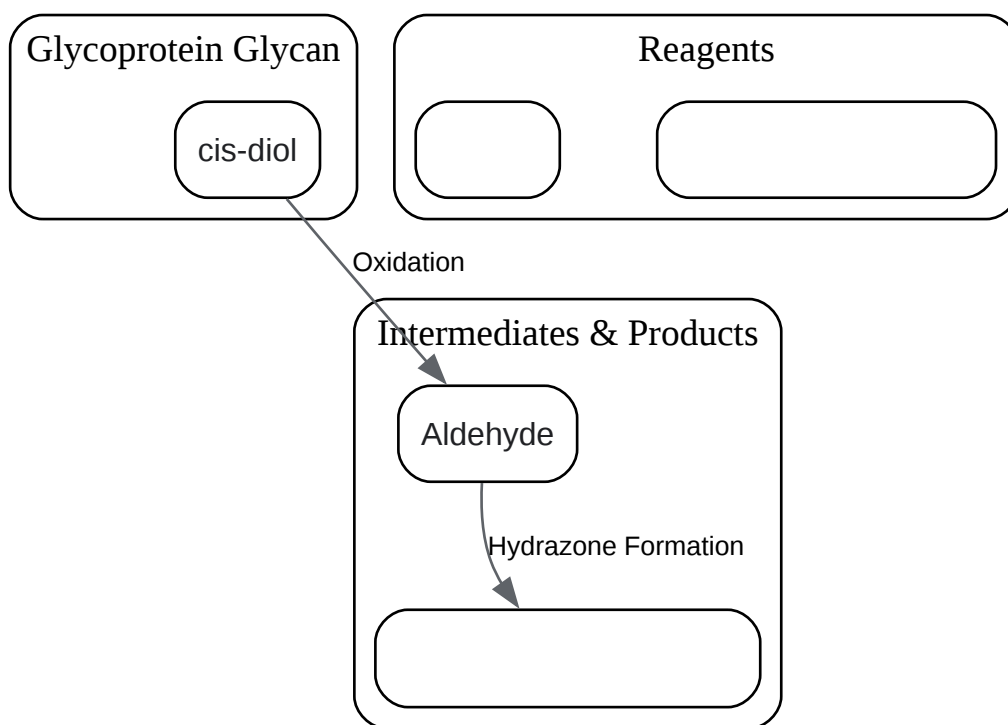 Glycoprotein Glycan
Reagents
cis-diol
Oxidation
Intermediates & Products
Aldehyde
Hydrazone Formation